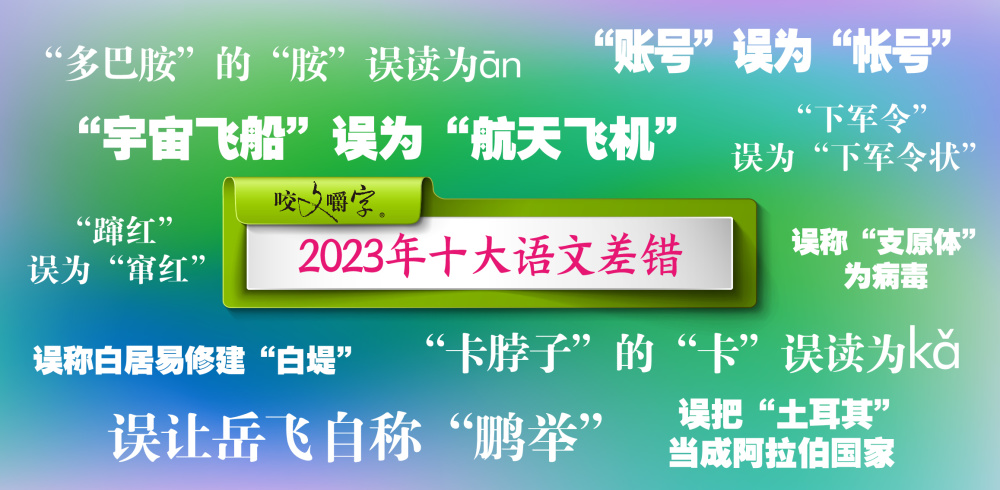 “多巴胺”的“胺”误读为ān
“账号”误为“帐号”
“宇宙飞船”误为“航天飞机”
“下军令”
误为“下军令状”
咬文嚼字®
2023年十大语文差错
“蹿红”
误为“窜红”
误称“支原体”
为病毒
误称白居易修建“白堤”
“卡脖子”的“卡”误读为kǎ
误让岳飞自称“鹏举”
误把“土耳其”
当成阿拉伯国家